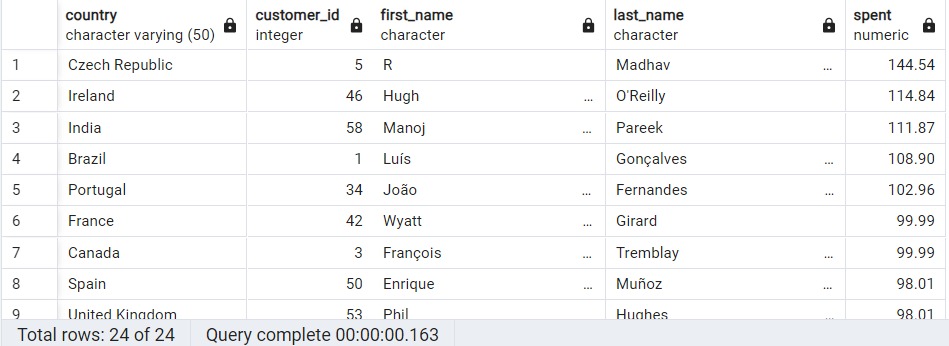 country customer_id first_name last_name spent
character varying (50) integer character character numeric
1 Czech Republic 5 R Madhav ... 144.54
2 Ireland 46 Hugh ... O'Reilly 114.84
3 India 58 Manoj ... Pareek 111.87
4 Brazil 1 Luís Gonçalves ... 108.90
5 Portugal 34 João ... Fernandes ... 102.96
6 France 42 Wyatt ... Girard 99.99
7 Canada 3 François ... Tremblay ... 99.99
8 Spain 50 Enrique ... Muñoz ... 98.01
9 United Kingdom 53 Phil Hughes ... 98.01
Total rows: 24 of 24 Query complete 00:00:00.163